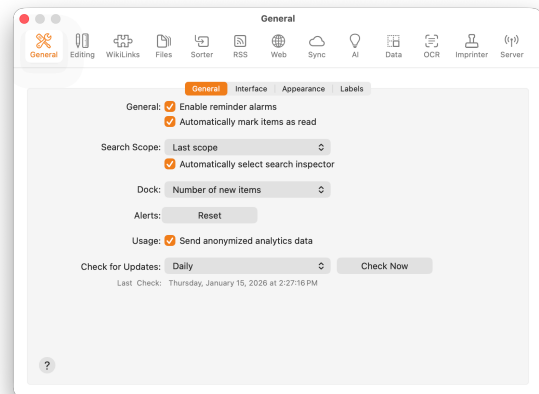 General
General Editing WikiLinks Files Sorter RSS Web Sync AI Data OCR Imprinter Server
General Interface Appearance Labels
General: Enable reminder alarms
Automatically mark items as read
Search Scope: Last scope
Automatically select search inspector
Dock: Number of new items
Alerts: Reset
Usage: Send anonymized analytics data
Check for Updates: Daily Check Now
Last Check: Thursday, January 15, 2026 at 2:27:16 PM
?